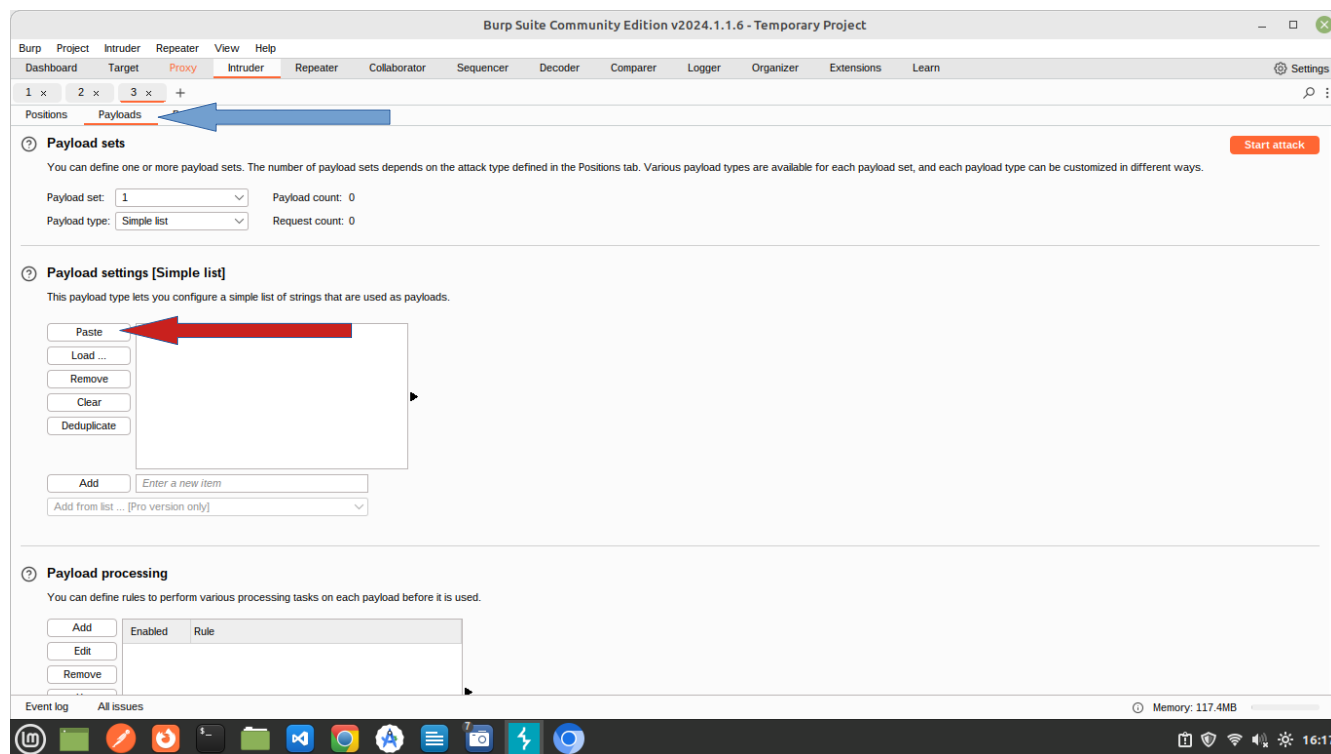 Burp Suite Community Edition v2024.1.1.6 - Temporary Project
Burp Project Intruder Repeater View Help
Dashboard Target Proxy Intruder Repeater Collaborator Sequencer Decoder Comparer Logger Organizer Extensions Learn Settings
1 × 2 × 3 × +
Positions Payloads
Payload sets
Start attack
You can define one or more payload sets. The number of payload sets depends on the attack type defined in the Positions tab. Various payload types are available for each payload set, and each payload type can be customized in different ways.
Payload set: 1 Payload count: 0
Payload type: Simple list Request count: 0
Payload settings [Simple list]
This payload type lets you configure a simple list of strings that are used as payloads.
Paste
Load ...
Remove
Clear
Deduplicate
Add Enter a new item
Add from list ... [Pro version only]
Payload processing
You can define rules to perform various processing tasks on each payload before it is used.
Add Enabled Rule
Edit
Remove
Event log All issues Memory: 117.4MB
7
16:17